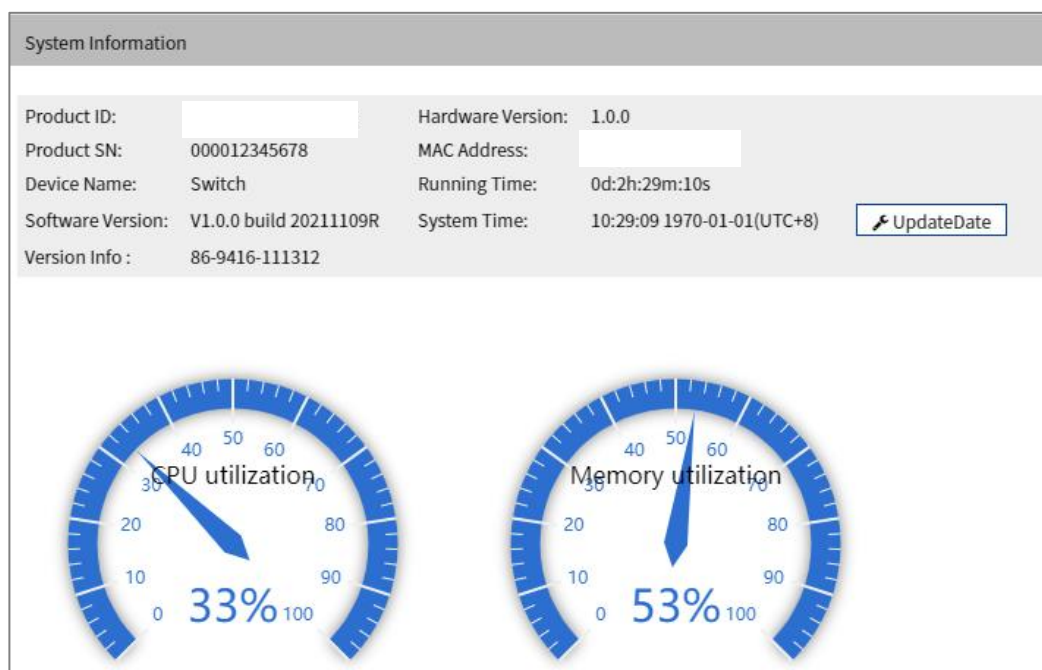 System Information
Product ID: Hardware Version: 1.0.0
Product SN: 000012345678 MAC Address:
Device Name: Switch Running Time: 0d:2h:29m:10s
Software Version: V1.0.0 build 20211109R System Time: 10:29:09 1970-01-01(UTC+8) UpdateDate
Version Info : 86-9416-111312
40 50 60 40 50 60
CPU utilization Memory utilization
30 70 30 70
20 80 20 80
10 90 10 90
0 33% 100 0 53% 100